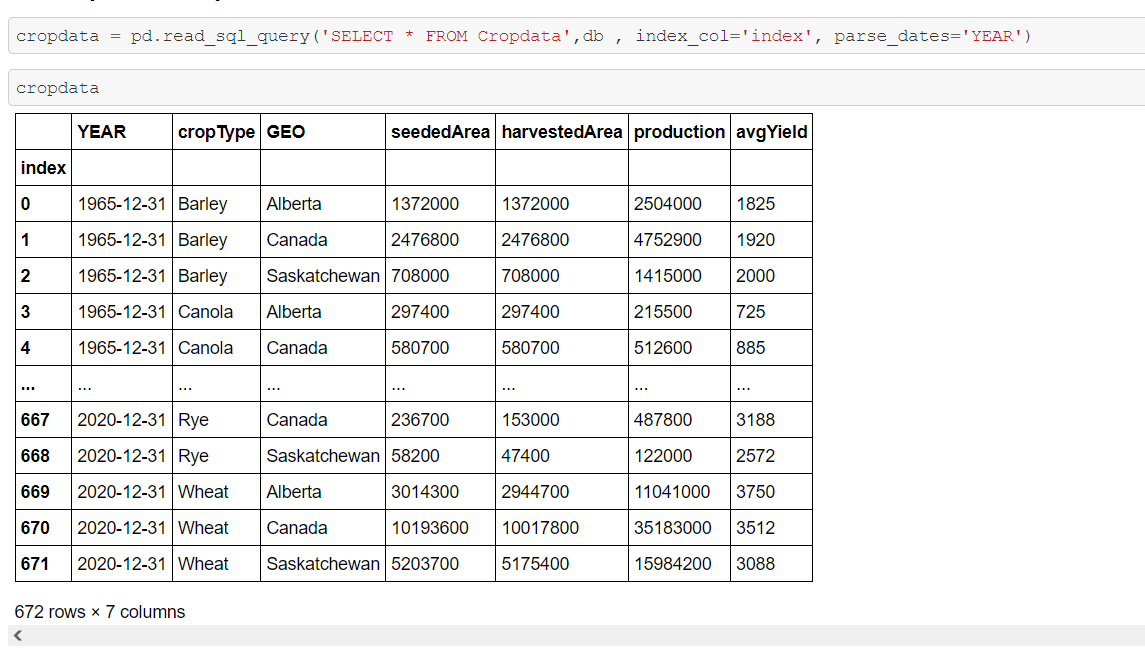 cropdata = pd.read_sql_query('SELECT * FROM Cropdata',db , index_col='index', parse_dates='YEAR')
cropdata
YEAR cropType GEO seededArea harvestedArea production avgYield
index
0 1965-12-31 Barley Alberta 1372000 1372000 2504000 1825
1 1965-12-31 Barley Canada 2476800 2476800 4752900 1920
2 1965-12-31 Barley Saskatchewan 708000 708000 1415000 2000
3 1965-12-31 Canola Alberta 297400 297400 215500 725
4 1965-12-31 Canola Canada 580700 580700 512600 885
... ... ... ... ... ... ... ...
667 2020-12-31 Rye Canada 236700 153000 487800 3188
668 2020-12-31 Rye Saskatchewan 58200 47400 122000 2572
669 2020-12-31 Wheat Alberta 3014300 2944700 11041000 3750
670 2020-12-31 Wheat Canada 10193600 10017800 35183000 3512
671 2020-12-31 Wheat Saskatchewan 5203700 5175400 15984200 3088
672 rows × 7 columns